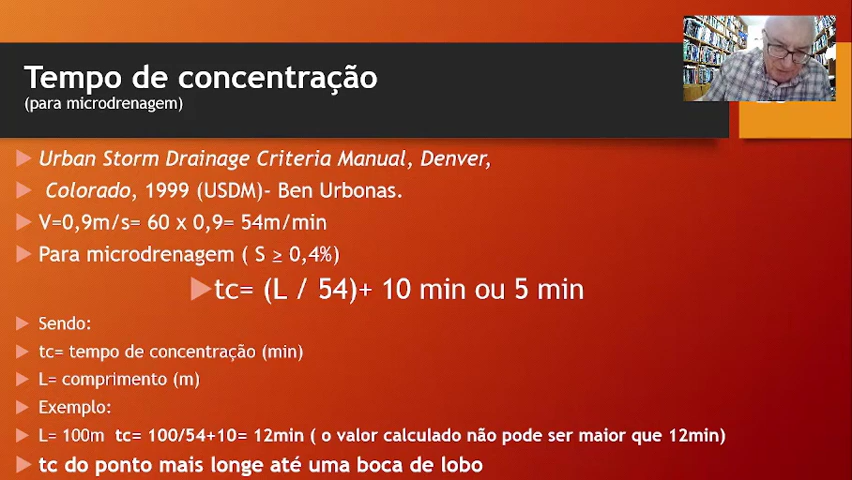 Tempo de concentração
(para microdrenagem)
Urban Storm Drainage Criteria Manual, Denver,
Colorado, 1999 (USDM)- Ben Urbonas.
V=0,9m/s= 60 x 0,9= 54m/min
Para microdrenagem ( S ≥ 0,4%)
tc= (L / 54)+ 10 min ou 5 min
Sendo:
tc= tempo de concentração (min)
L= comprimento (m)
Exemplo:
L= 100m tc= 100/54+10= 12min ( o valor calculado não pode ser maior que 12min)
tc do ponto mais longe até uma boca de lobo